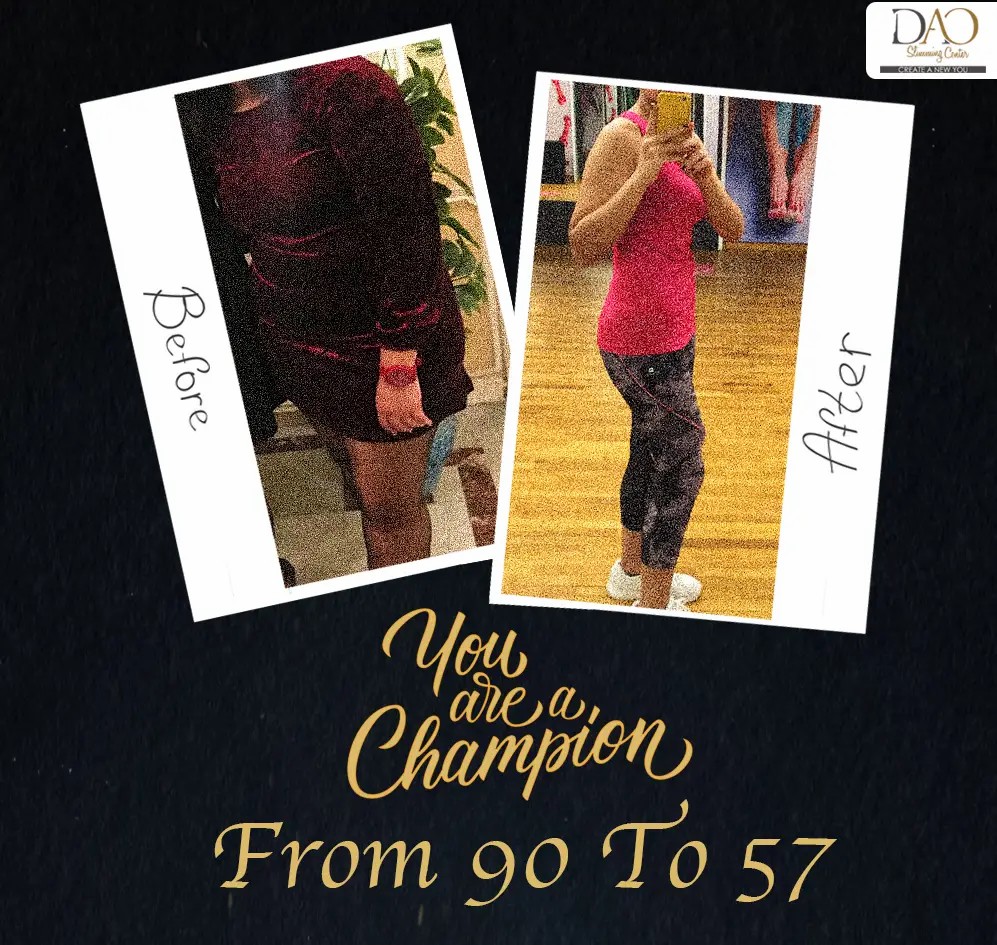 DAO
Slimming Center
CREATE A NEW YOU
Before
After
You
are a
Champion
From 90 To 57